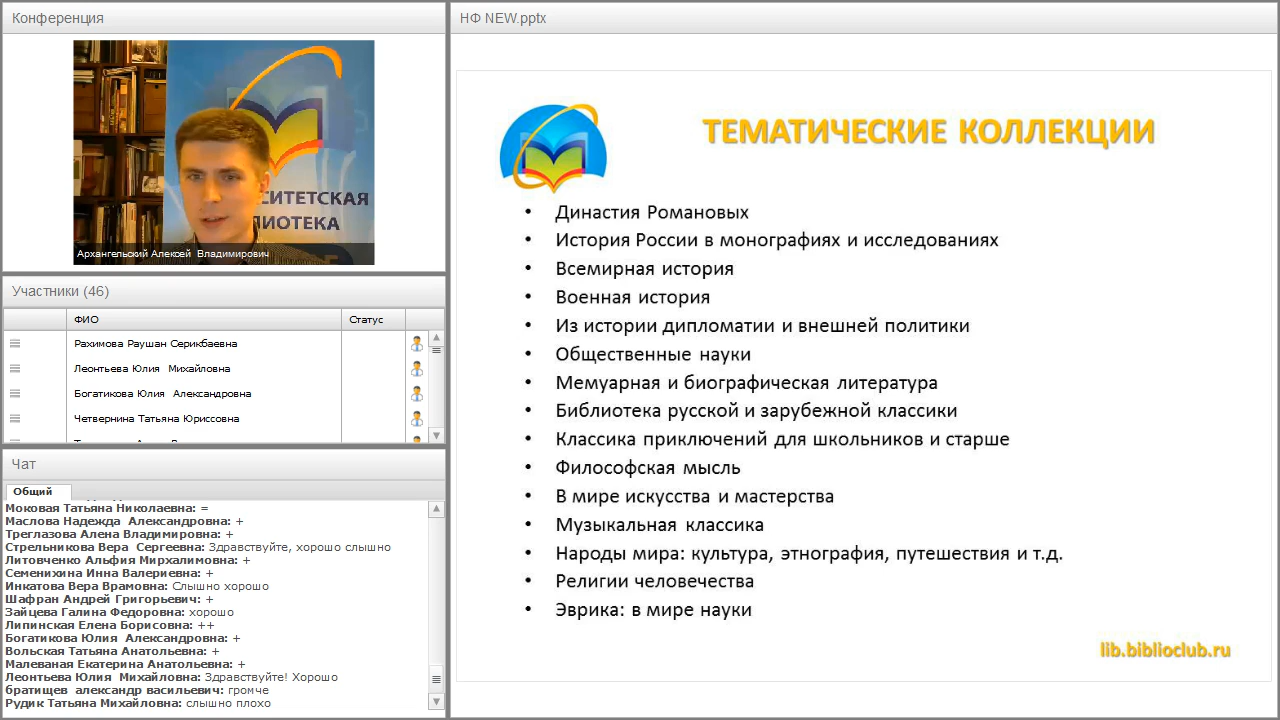 Конференция
СИТЕТСКАЯ
ЛИОТЕКА
Архангельский Алексей Владимирович
Участники (46)
ФИО Статус
Рахимова Раушан Серикбаевна
Леонтьева Юлия Михайловна
Богатикова Юлия Александровна
Четвернина Татьяна Юриссовна
Чат
Общий
Моковая Татьяна Николаевна: =
Маслова Надежда Александровна: +
Треглазова Алена Владимировна: +
Стрельникова Вера Сергеевна: Здравствуйте, хорошо слышно
Литовченко Альфия Мирхалимовна: +
Семенихина Инна Валериевна: +
Инкатова Вера Врамовна: Слышно хорошо
Шафран Андрей Григорьевич: +
Зайцева Галина Федоровна: хорошо
Липинская Елена Борисовна: ++
Богатикова Юлия Александровна: +
Вольская Татьяна Анатольевна: +
Малеваная Екатерина Анатольевна: +
Леонтьева Юлия Михайловна: Здравствуйте! Хорошо
братищев александр васильевич: громче
Рудик Татьяна Михайловна: слышно плохо
НФ NEW.pptx
ТЕМАТИЧЕСКИЕ КОЛЛЕКЦИИ
• Династия Романовых
• История России в монографиях и исследованиях
• Всемирная история
• Военная история
• Из истории дипломатии и внешней политики
• Общественные науки
• Мемуарная и биографическая литература
• Библиотека русской и зарубежной классики
• Классика приключений для школьников и старше
• Философская мысль
• В мире искусства и мастерства
• Музыкальная классика
• Народы мира: культура, этнография, путешествия и т.д.
• Религии человечества
• Эврика: в мире науки
lib.biblioclub.ru